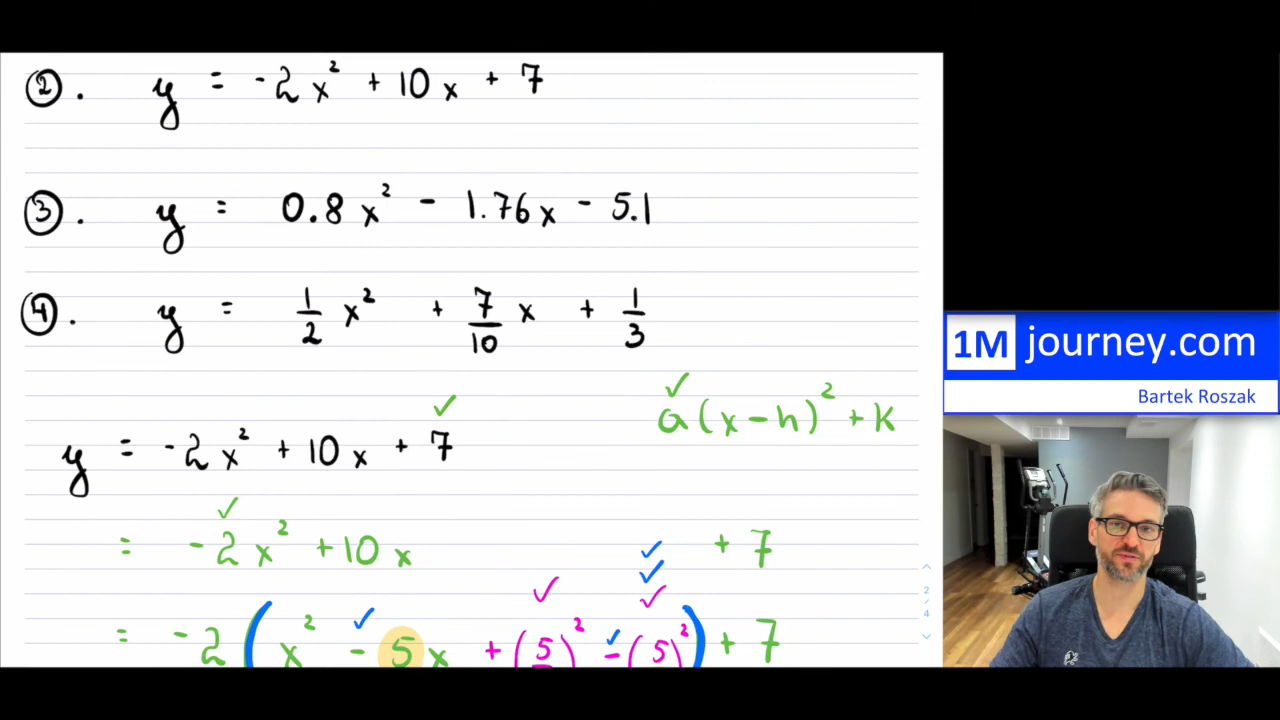 ②. y = -2x² + 10x + 7
③. y = 0.8x² - 1.76x - 5.1
④. y = 1/2 x² + 7/10 x + 1/3
a(x-h)² + k
y = -2x² + 10x + 7
= -2x² + 10x + 7
= -2(x² - 5x + (5)² - (5)²) + 7
1M journey.com
Bartek Roszak
2
4